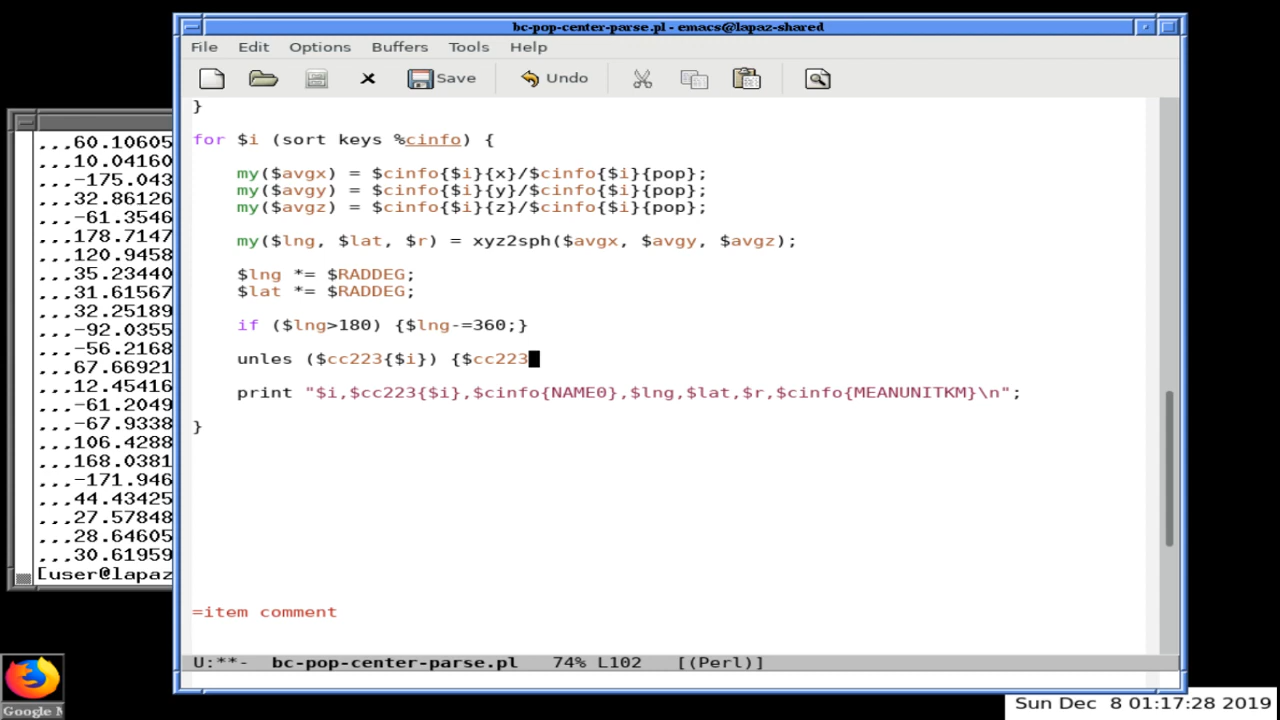 bc-pop-center-parse.pl - emacs@lapaz-shared
File Edit Options Buffers Tools Help
Save Undo
}
for $i (sort keys %cinfo) {
my($avgx) = $cinfo{$i}{x}/$cinfo{$i}{pop};
my($avgy) = $cinfo{$i}{y}/$cinfo{$i}{pop};
my($avgz) = $cinfo{$i}{z}/$cinfo{$i}{pop};
my($lng, $lat, $r) = xyz2sph($avgx, $avgy, $avgz);
$lng *= $RADDEG;
$lat *= $RADDEG;
if ($lng>180) {$lng-=360;}
unles ($cc223{$i}) {$cc223
print "$i,$cc223{$i},$cinfo{NAME0},$lng,$lat,$r,$cinfo{MEANUNITKM}\n";
}
=item comment
U:**- bc-pop-center-parse.pl 74% L102 [(Perl)]
,,,60.10605
,,,10.04160
,,,-175.043
,,,32.86126
,,,-61.3546
,,,178.7147
,,,120.9458
,,,35.23440
,,,31.61567
,,,32.25189
,,,-92.0355
,,,-56.2168
,,,67.66921
,,,12.45416
,,,-61.2049
,,,-67.9338
,,,106.4288
,,,168.0381
,,,-171.946
,,,44.43425
,,,27.57848
,,,28.64605
,,,30.61959
[user@lapaz
Google M
Sun Dec 8 01:17:28 2019